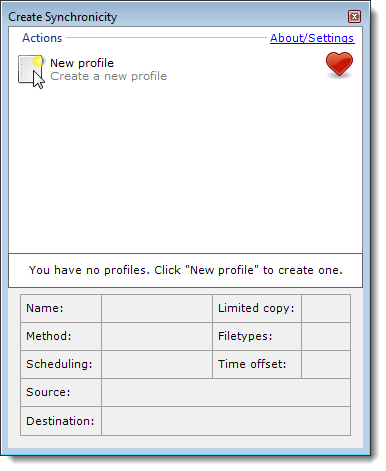 Create Synchronicity
Actions About/Settings
New profile
Create a new profile
You have no profiles. Click "New profile" to create one.
Name: Limited copy:
Method: Filetypes:
Scheduling: Time offset:
Source:
Destination: